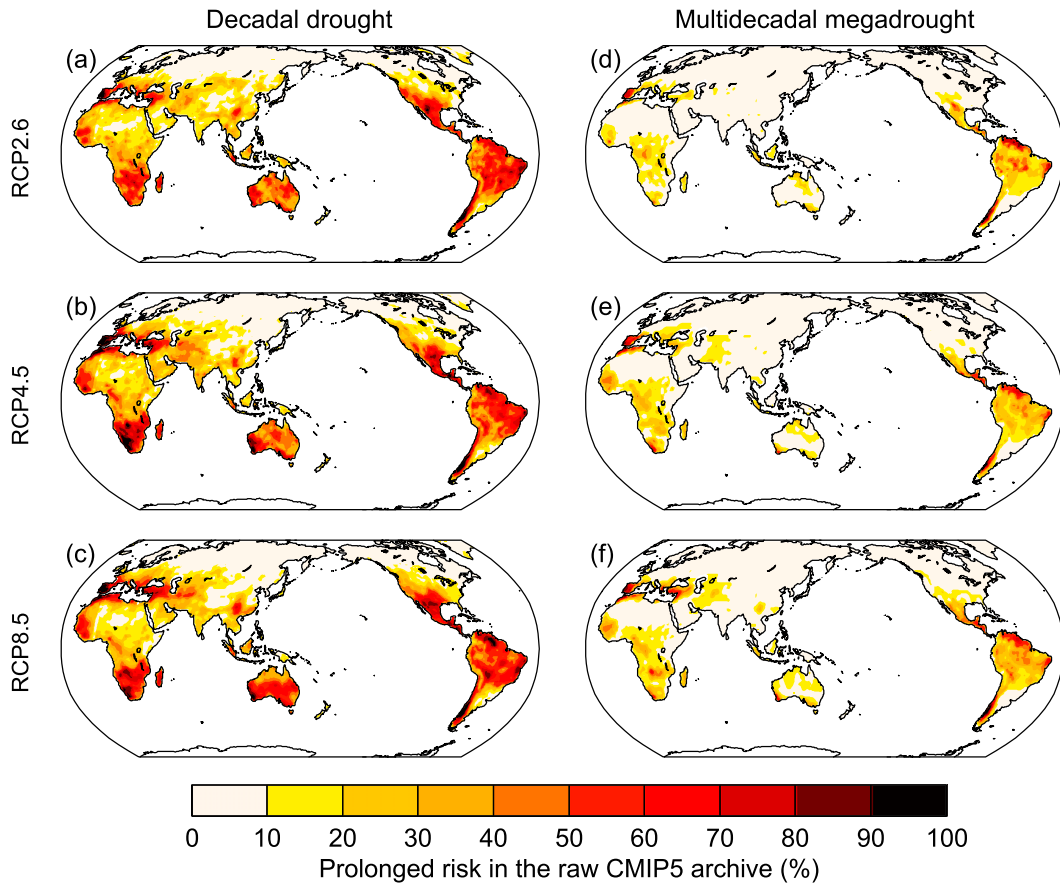 Decadal drought
Multidecadal megadrought
RCP2.6
(a)
(d)
RCP4.5
(b)
(e)
RCP8.5
(c)
(f)
0 10 20 30 40 50 60 70 80 90 100
Prolonged risk in the raw CMIP5 archive (%)